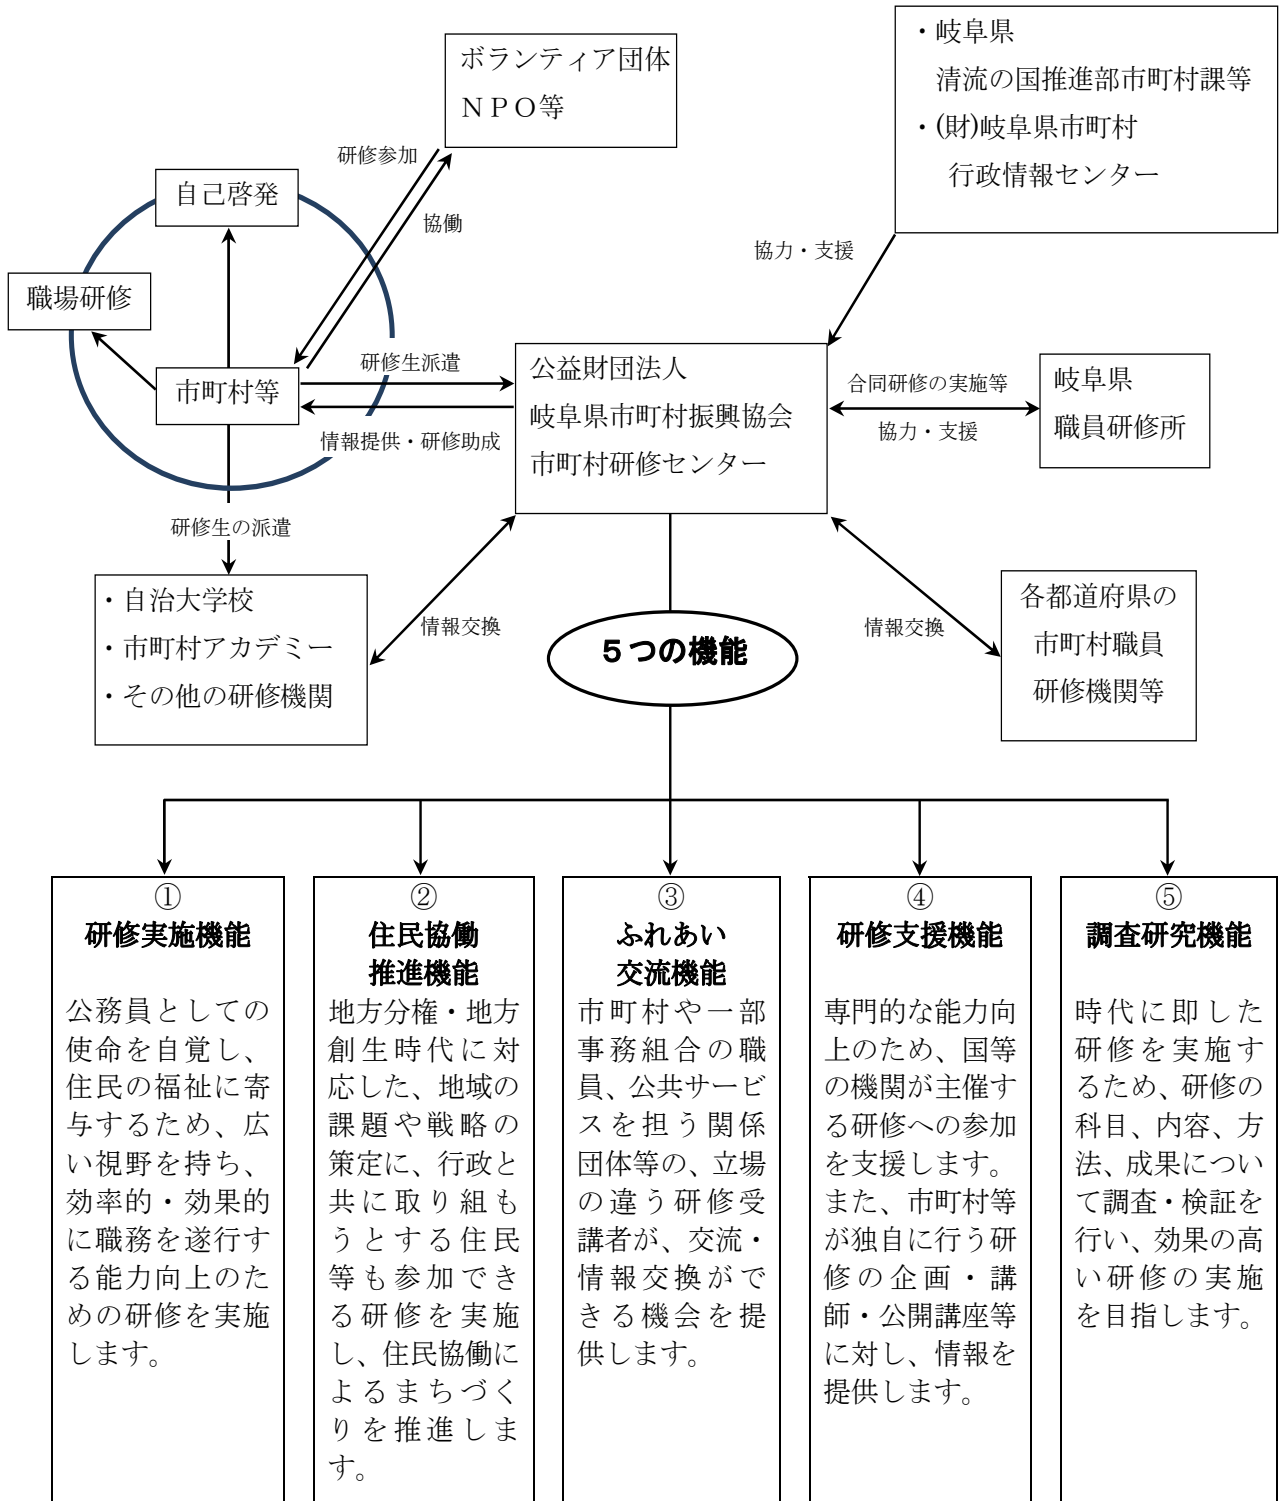 ボランティア団体
ＮＰＯ等
・岐阜県
清流の国推進部市町村課等
・(財)岐阜県市町村
行政情報センター
研修参加
協働
自己啓発
職場研修
市町村等
協力・支援
研修生派遣
情報提供・研修助成
公益財団法人
岐阜県市町村振興協会
市町村研修センター
合同研修の実施等
協力・支援
岐阜県
職員研修所
研修生の派遣
・自治大学校
・市町村アカデミー
・その他の研修機関
情報交換
５つの機能
情報交換
各都道府県の
市町村職員
研修機関等
①
研修実施機能
公務員としての
使命を自覚し、
住民の福祉に寄
与するため、広
い視野を持ち、
効率的・効果的
に職務を遂行す
る能力向上のた
めの研修を実施
します。
②
住民協働
推進機能
地方分権・地方
創生時代に対
応した、地域の
課題や戦略の
策定に、行政と
共に取り組も
うとする住民
等も参加でき
る研修を実施
し、住民協働に
よるまちづく
りを推進しま
す。
③
ふれあい
交流機能
市町村や一部
事務組合の職
員、公共サービ
スを担う関係
団体等の、立場
の違う研修受
講者が、交流・
情報交換がで
きる機会を提
供します。
④
研修支援機能
専門的な能力向
上のため、国等
の機関が主催す
る研修への参加
を支援します。
また、市町村等
が独自に行う研
修の企画・講
師・公開講座等
に対し、情報を
提供します。
⑤
調査研究機能
時代に即した
研修を実施す
るため、研修の
科目、内容、方
法、成果につい
て調査・検証を
行い、効果の高
い研修の実施
を目指します。